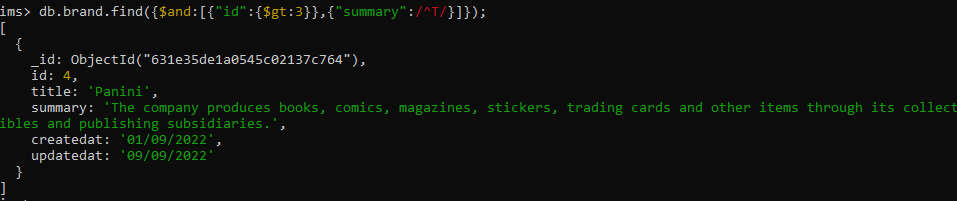 ims> db.brand.find({$and:[{"id":{$gt:3}},{"summary":/^T/}]});
[
  {
    _id: ObjectId("631e35de1a0545c02137c764"),
    id: 4,
    title: 'Panini',
    summary: 'The company produces books, comics, magazines, stickers, trading cards and other items through its collect
ibles and publishing subsidiaries.',
    createdat: '01/09/2022',
    updatedat: '09/09/2022'
  }
]